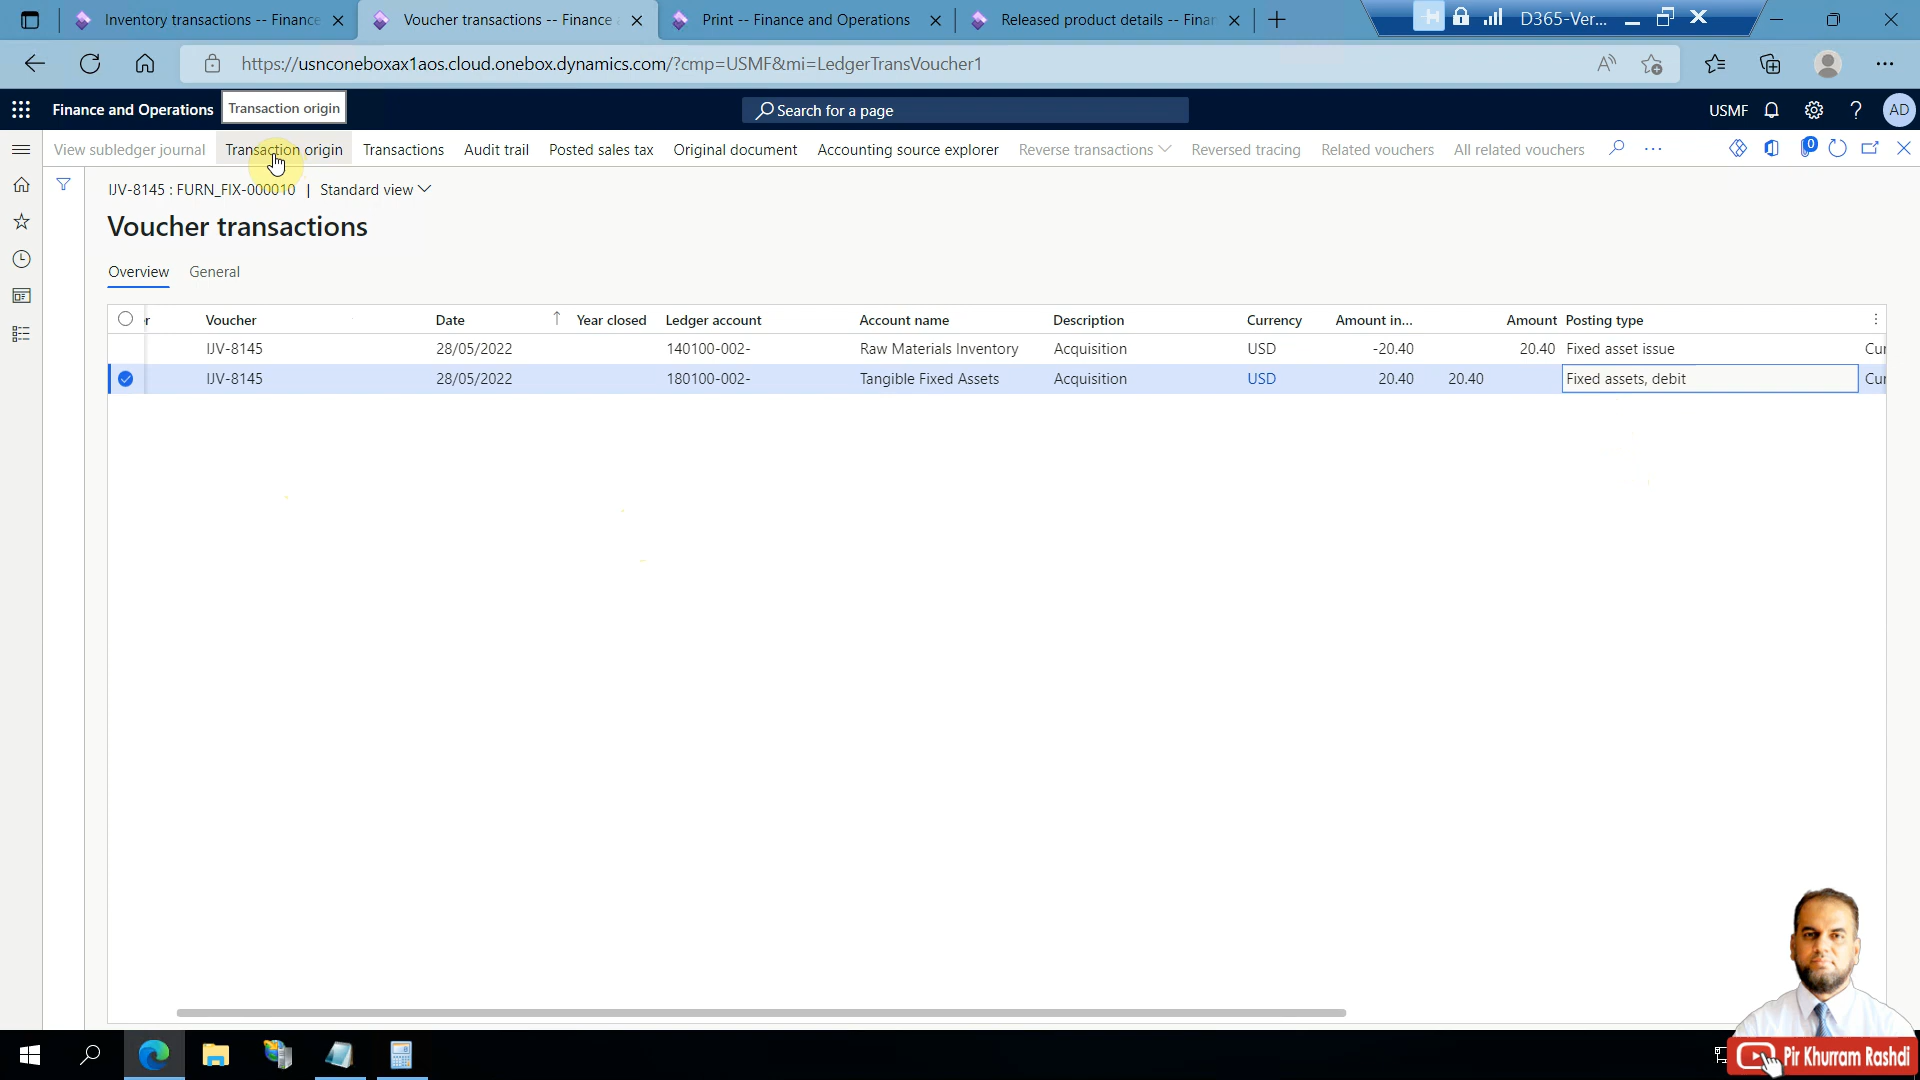 Inventory transactions -- Finance
Voucher transactions -- Finance
Print -- Finance and Operations
Released product details -- Finan
D365-Ver...
https://usnconeboxax1aos.cloud.onebox.dynamics.com/?cmp=USMF&mi=LedgerTransVoucher1
Finance and Operations
Transaction origin
Search for a page
USMF
?
AD
View subledger journal
Transaction origin
Transactions
Audit trail
Posted sales tax
Original document
Accounting source explorer
Reverse transactions
Reversed tracing
Related vouchers
All related vouchers
...
0
IJV-8145 : FURN_FIX-000010 | Standard view
Voucher transactions
Overview General
r Voucher Date Year closed Ledger account Account name Description Currency Amount in... Amount Posting type
IJV-8145 28/05/2022 140100-002- Raw Materials Inventory Acquisition USD -20.40 20.40 Fixed asset issue Cur
IJV-8145 28/05/2022 180100-002- Tangible Fixed Assets Acquisition USD 20.40 20.40 Fixed assets, debit Cur
Pir Khurram Rashdi